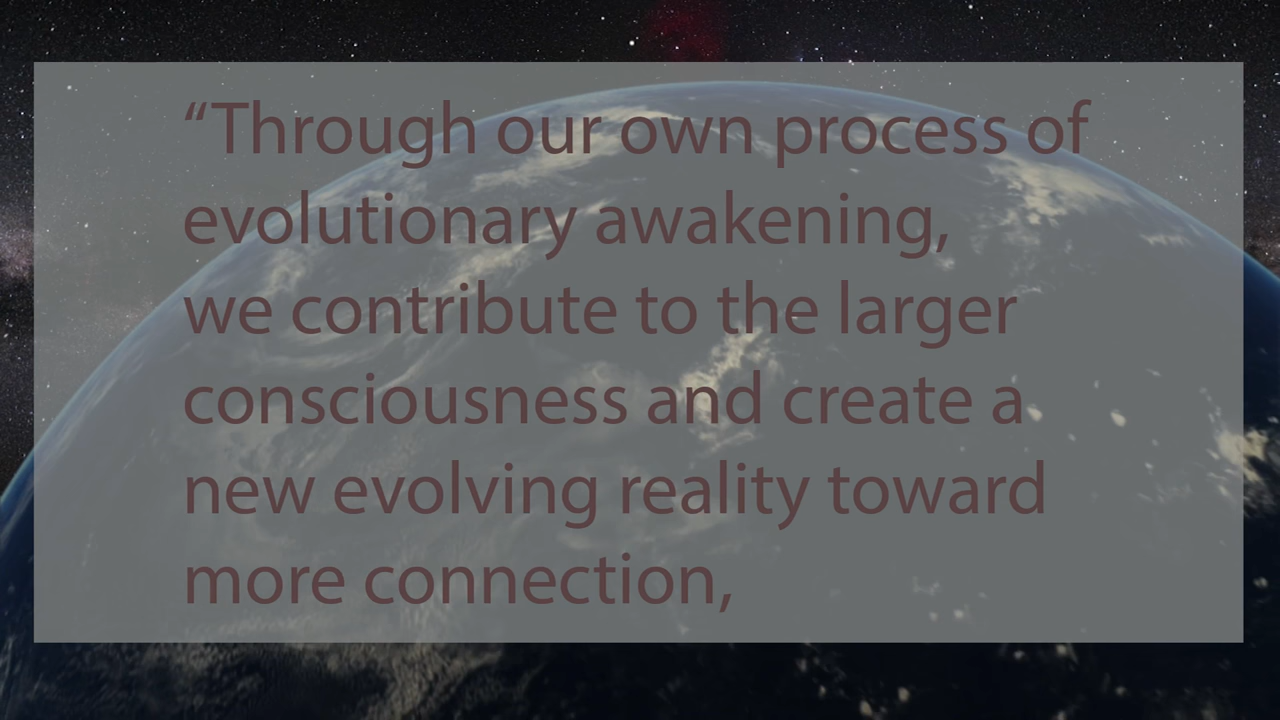 “Through our own process of
evolutionary awakening,
we contribute to the larger
consciousness and create a
new evolving reality toward
more connection,